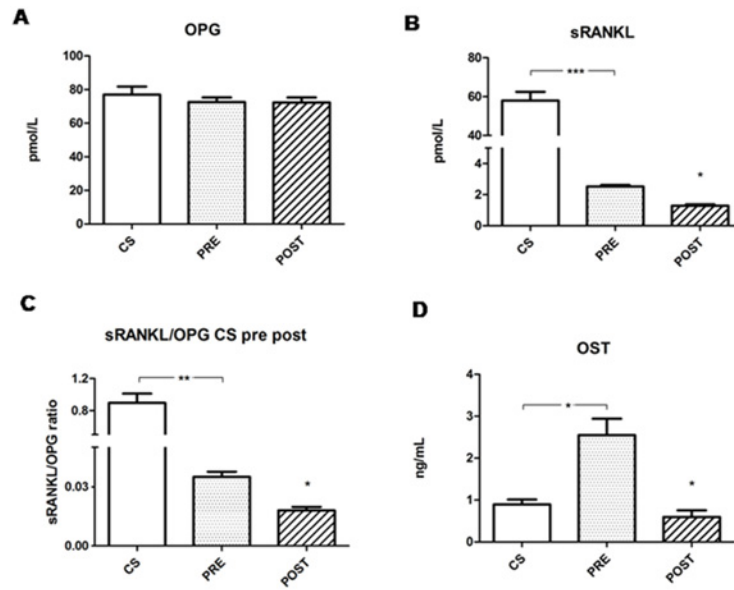 A
OPG
100
80
60
40
20
0
pmol/L
CS
PRE
POST
B
sRANKL
80
60
40
4
2
0
pmol/L
***
*
CS
PRE
POST
C
sRANKL/OPG CS pre post
1.2
0.8
0.03
0.00
sRANKL/OPG ratio
**
*
CS
PRE
POST
D
OST
4
3
2
1
0
ng/mL
*
*
CS
PRE
POST